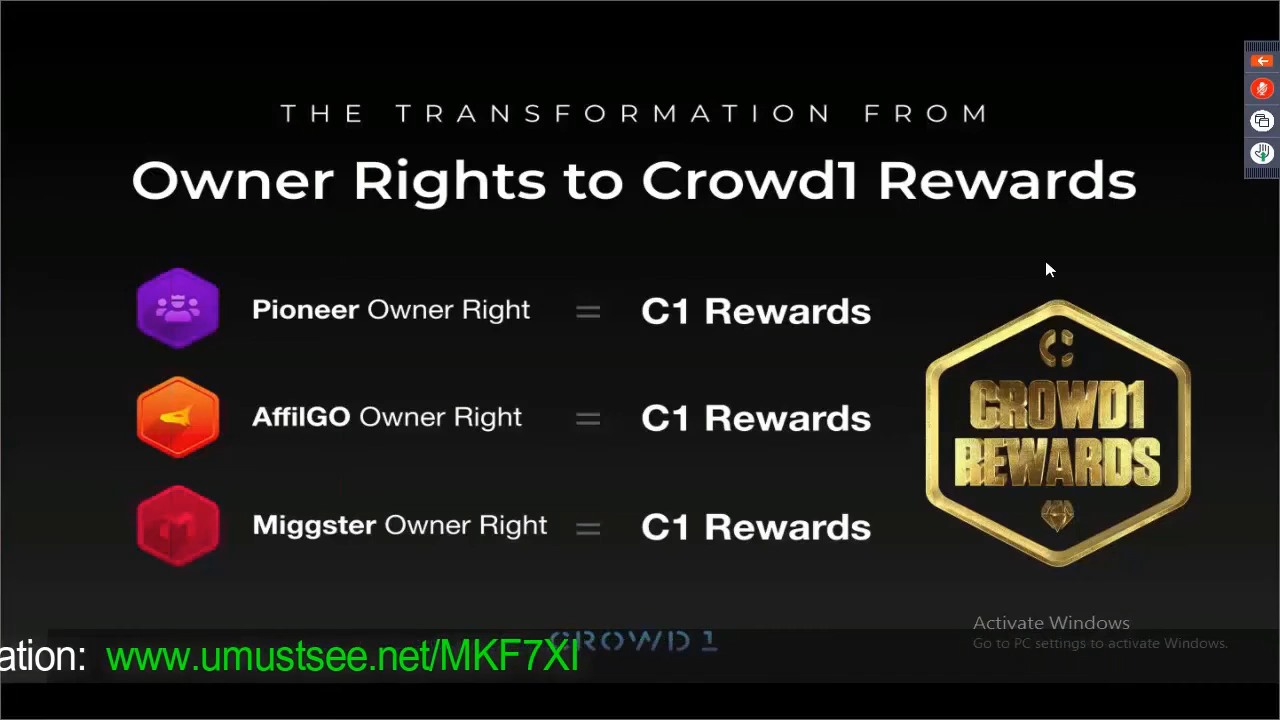 THE TRANSFORMATION FROM
Owner Rights to Crowd1 Rewards
Pioneer Owner Right = C1 Rewards
AffilGO Owner Right = C1 Rewards
Miggster Owner Right = C1 Rewards
CROWD1
REWARDS
Activate Windows
Go to PC settings to activate Windows.
CROWD 1
ation: www.umustsee.net/MKF7XI